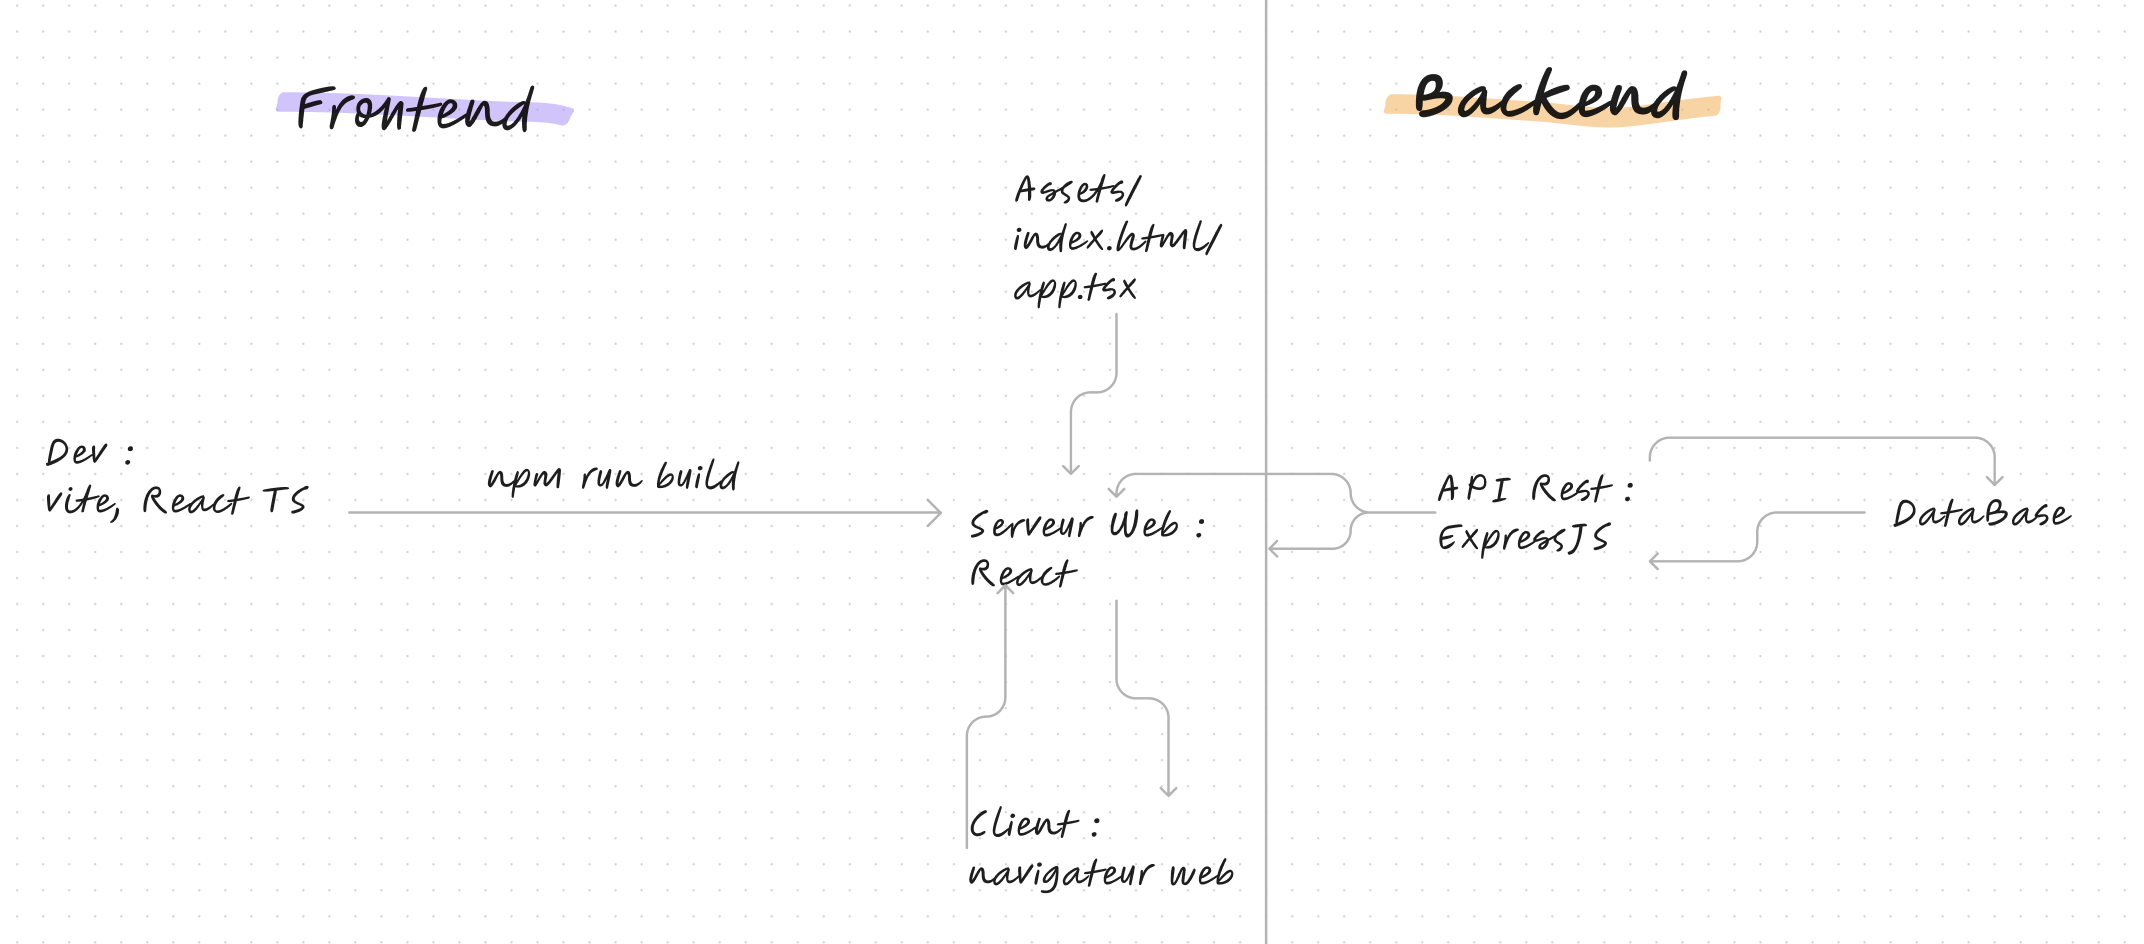 Frontend
Backend
Assets/
index.html/
app.tsx
Dev :
vite, React TS
npm run build
Serveur Web :
React
API Rest :
ExpressJS
DataBase
Client :
navigateur web